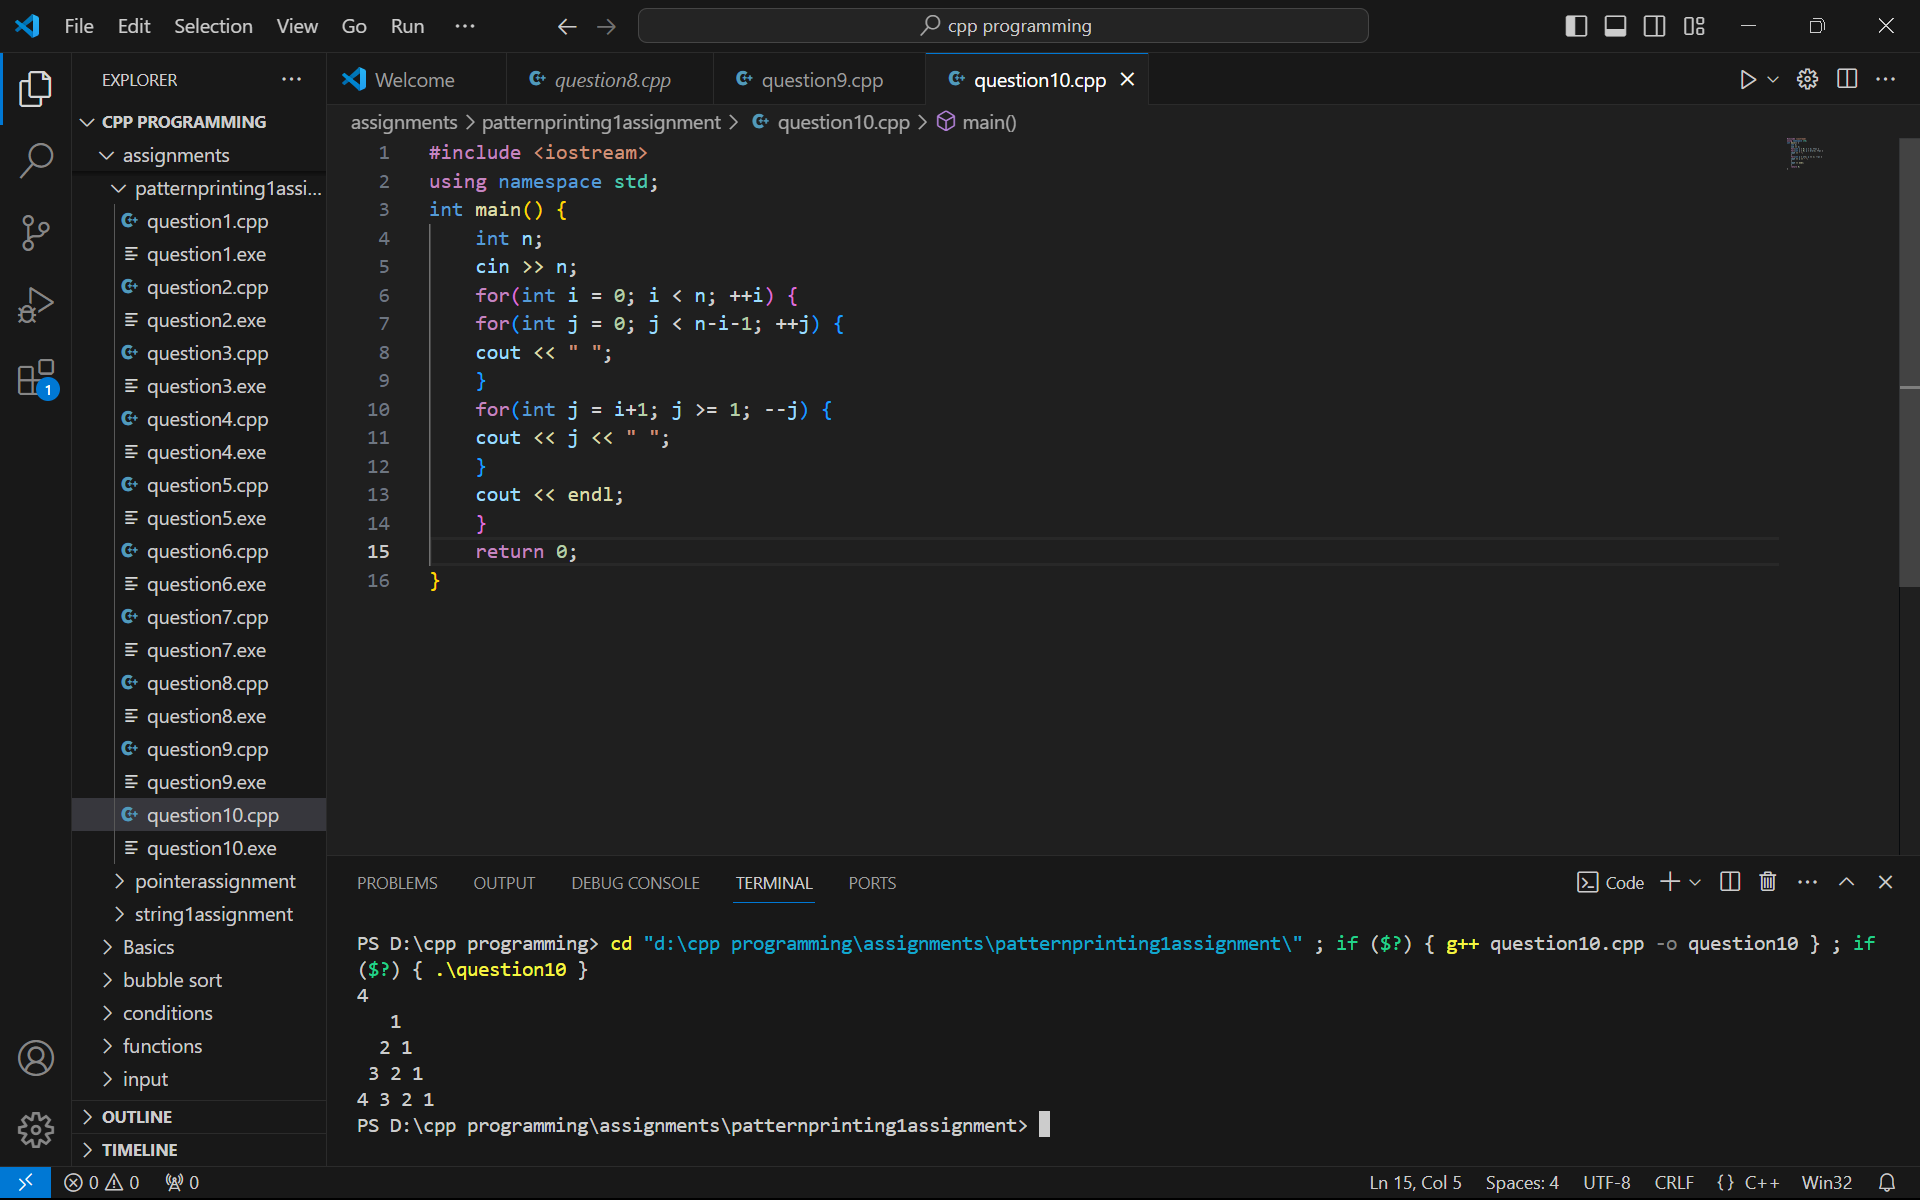 File Edit Selection View Go Run ···
cpp programming
EXPLORER ···
CPP PROGRAMMING
assignments
patternprinting1assi...
question1.cpp
question1.exe
question2.cpp
question2.exe
question3.cpp
question3.exe
question4.cpp
question4.exe
question5.cpp
question5.exe
question6.cpp
question6.exe
question7.cpp
question7.exe
question8.cpp
question8.exe
question9.cpp
question9.exe
question10.cpp
question10.exe
pointerassignment
string1assignment
Basics
bubble sort
conditions
functions
input
OUTLINE
TIMELINE
1
Welcome question8.cpp question9.cpp question10.cpp
assignments > patternprinting1assignment > question10.cpp > main()
1 #include <iostream>
2 using namespace std;
3 int main() {
4 int n;
5 cin >> n;
6 for(int i = 0; i < n; ++i) {
7 for(int j = 0; j < n-i-1; ++j) {
8 cout << " ";
9 }
10 for(int j = i+1; j >= 1; --j) {
11 cout << j << " ";
12 }
13 cout << endl;
14 }
15 return 0;
16 }
PROBLEMS OUTPUT DEBUG CONSOLE TERMINAL PORTS
Code
PS D:\cpp programming> cd "d:\cpp programming\assignments\patternprinting1assignment\" ; if ($?) { g++ question10.cpp -o question10 } ; if
($?) { .\question10 }
4
1
2 1
3 2 1
4 3 2 1
PS D:\cpp programming\assignments\patternprinting1assignment>
0 0 0
Ln 15, Col 5 Spaces: 4 UTF-8 CRLF {} C++ Win32